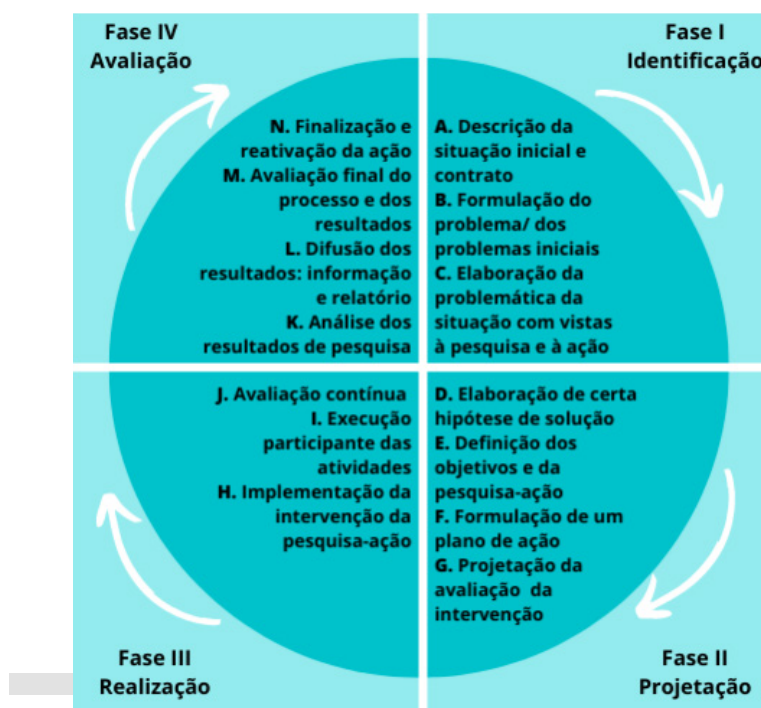 Fase IV
Avaliação
Fase I
Identificação
N. Finalização e
reativação da ação
M. Avaliação final do
processo e dos
resultados
L. Difusão dos
resultados: informação
e relatório
K. Análise dos
resultados de pesquisa
A. Descrição da
situação inicial e
contrato
B. Formulação do
problema/ dos
problemas iniciais
C. Elaboração da
problemática da
situação com vistas
à pesquisa e à ação
J. Avaliação contínua
I. Execução
participante das
atividades
H. Implementação da
intervenção da
pesquisa-ação
D. Elaboração de certa
hipótese de solução
E. Definição dos
objetivos e da
pesquisa-ação
F. Formulação de um
plano de ação
G. Projetação da
avaliação da
intervenção
Fase III
Realização
Fase II
Projetação